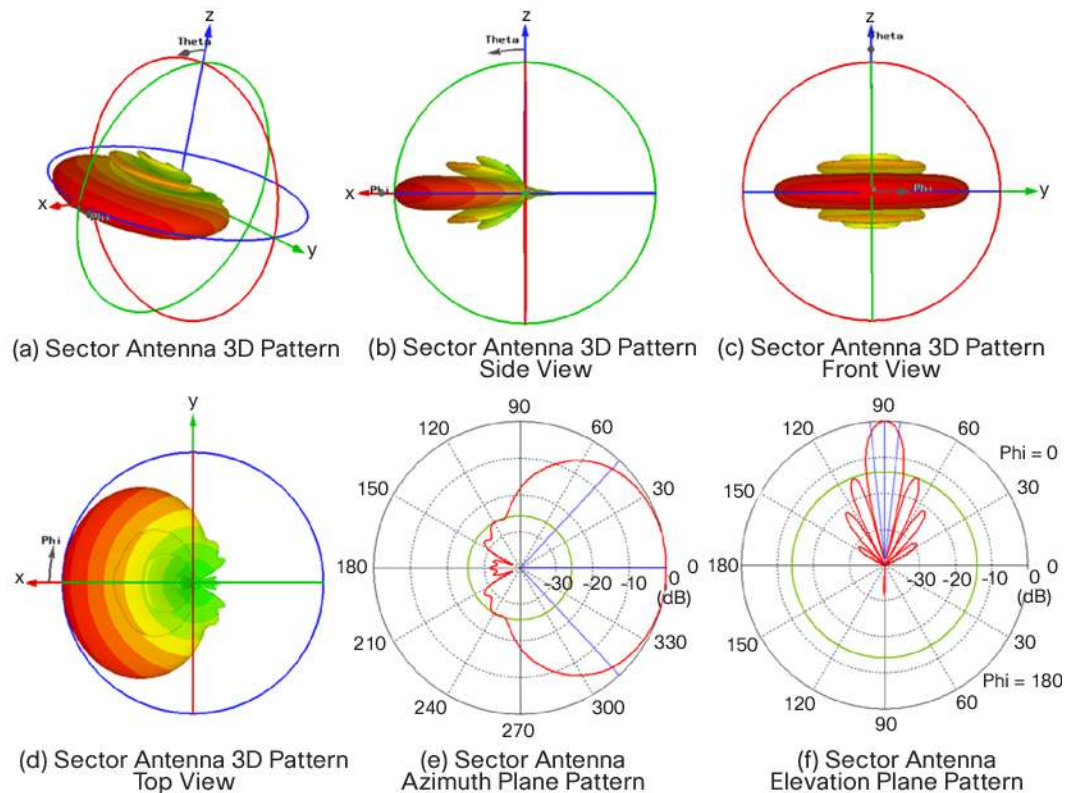 z
Theta
x
Phi
y
(a) Sector Antenna 3D Pattern
z
Theta
x
Phi
(b) Sector Antenna 3D Pattern
Side View
z
Theta
Phi
x
y
(c) Sector Antenna 3D Pattern
Front View
y
Phi
x
(d) Sector Antenna 3D Pattern
Top View
90
120
60
150
30
180
-30
-20
-10
0
0
(dB)
210
330
240
300
270
(e) Sector Antenna
Azimuth Plane Pattern
90
120
60
Phi = 0
150
30
180
-30
-20
-10
0
0
(dB)
150
30
120
60
Phi = 180
90
(f) Sector Antenna
Elevation Plane Pattern